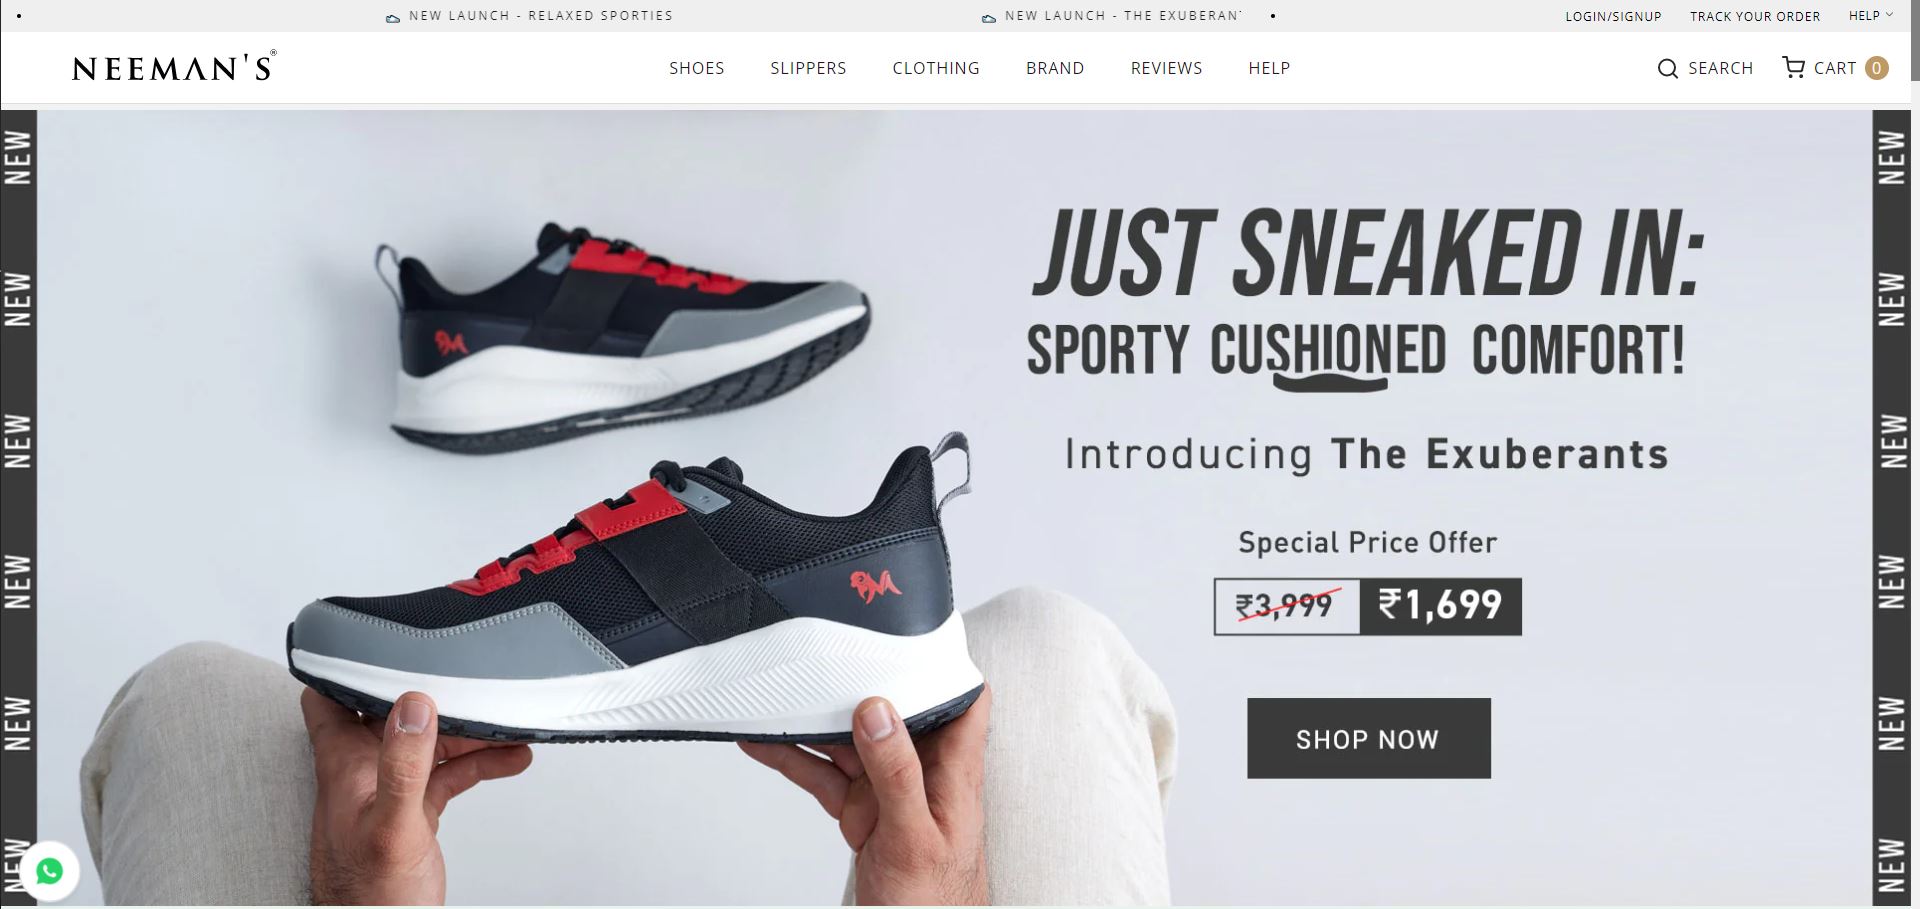 NEW LAUNCH - RELAXED SPORTIES
NEW LAUNCH - THE EXUBERAN
LOGIN/SIGNUP
TRACK YOUR ORDER
HELP
NEEMAN'S®
SHOES
SLIPPERS
CLOTHING
BRAND
REVIEWS
HELP
SEARCH
CART 0
NEW
NEW
NEW
NEW
NEW
NEW
JUST SNEAKED IN:
SPORTY CUSHIONED COMFORT!
Introducing The Exuberants
Special Price Offer
₹3,999 ₹1,699
SHOP NOW
NEW
NEW
NEW
NEW
NEW
NEW